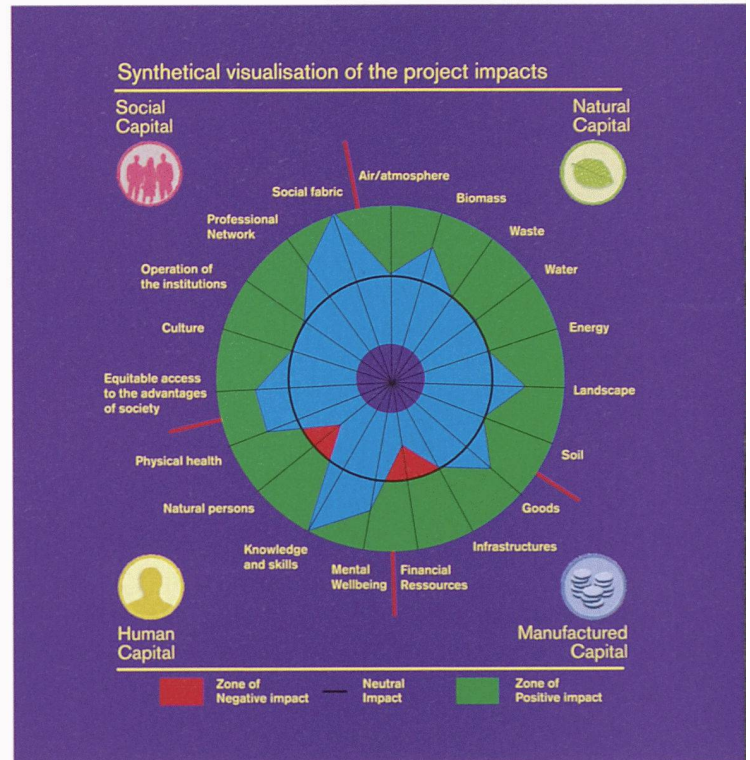 Synthetical visualisation of the project impacts
Social
Capital
Natural
Capital
Air/atmosphere
Social fabric
Biomass
Professional
Network
Waste
Operation of
the institutions
Water
Culture
Energy
Equitable access
to the advantages
of society
Landscape
Physical health
Soil
Natural persons
Goods
Knowledge
and skills
Infrastructures
Mental
Wellbeing
Financial
Ressources
Human
Capital
Manufactured
Capital
Zone of
Negative impact
Neutral
Impact
Zone of
Positive impact